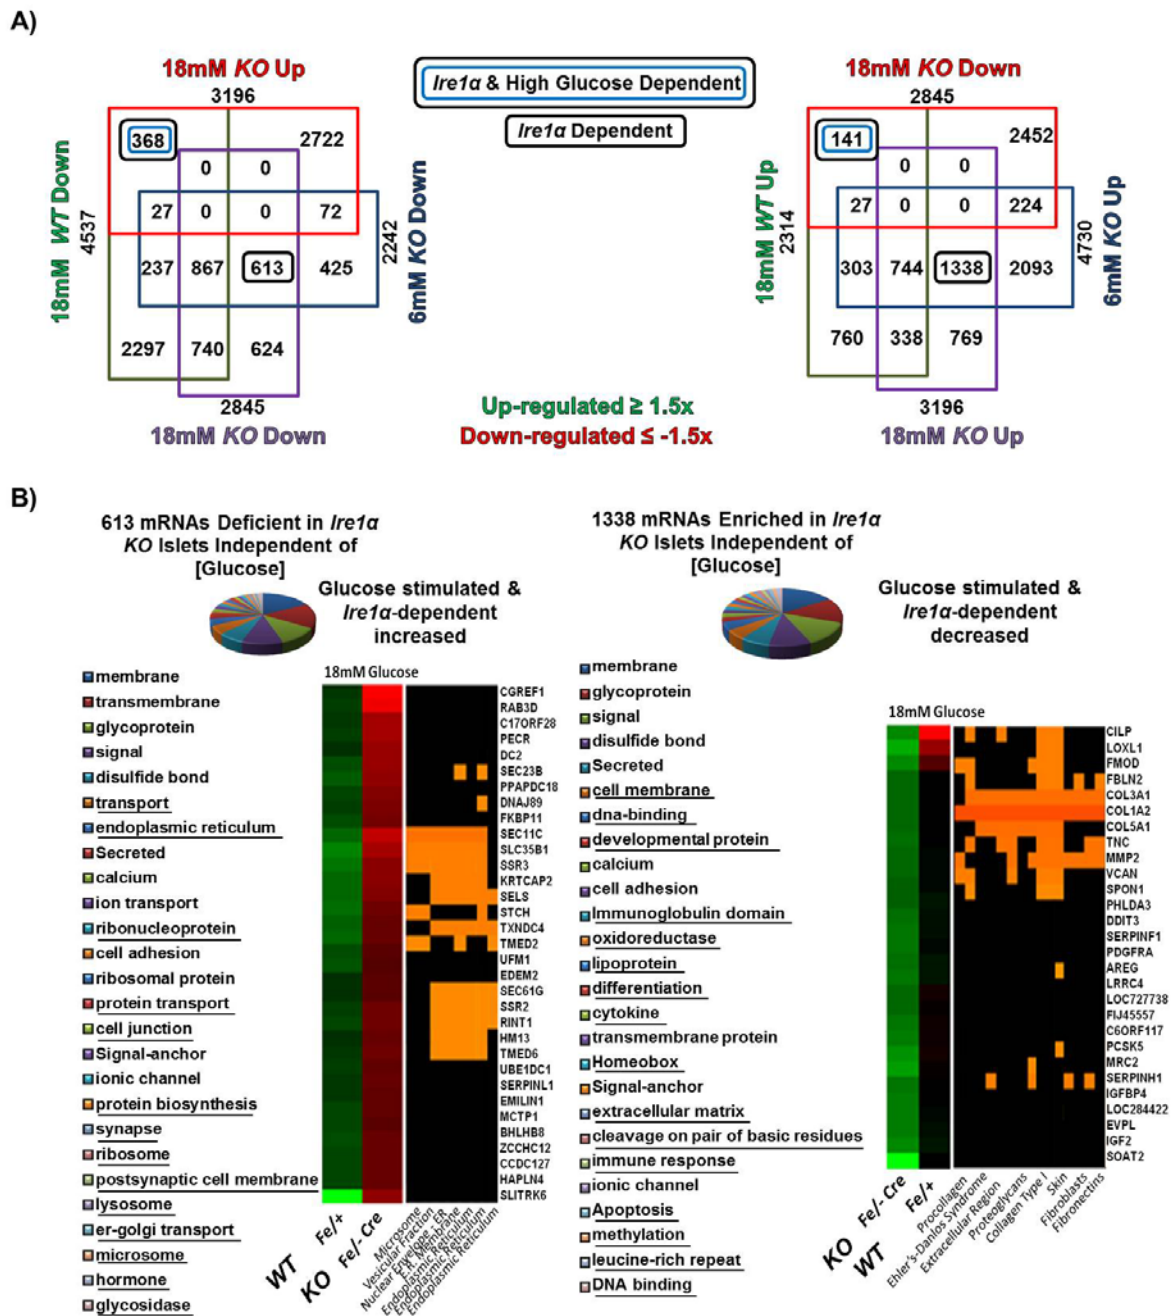 A)
18mM KO Up
3196
18mM WT Down
4537
368
2722
0
0
27
0
0
72
237
867
613
425
2297
740
624
2242
6mM KO Down
2845
18mM KO Down
Ire1α & High Glucose Dependent
Ire1α Dependent
Up-regulated ≥ 1.5x
Down-regulated ≤ -1.5x
18mM KO Down
2845
18mM WT Up
2314
141
2452
0
0
27
0
0
224
303
744
1338
2093
760
338
769
4730
6mM KO Up
3196
18mM KO Up
B)
613 mRNAs Deficient in Ire1α
KO Islets Independent of
[Glucose]
Glucose stimulated &
Ire1α-dependent
increased
membrane
transmembrane
glycoprotein
signal
disulfide bond
transport
endoplasmic reticulum
Secreted
calcium
ion transport
ribonucleoprotein
cell adhesion
ribosomal protein
protein transport
cell junction
Signal-anchor
ionic channel
protein biosynthesis
synapse
ribosome
postsynaptic cell membrane
lysosome
er-golgi transport
microsome
hormone
glycosidase
18mM Glucose
CGREF1
RAB3D
C17ORF28
PECR
DC2
SEC23B
PPAPDC18
DNAJ89
FKBP11
SEC11C
SLC35B1
SSR3
KRTCAP2
SELS
STCH
TXNDC4
TMED2
UFM1
EDEM2
SEC61G
SSR2
RINT1
HM13
TMED6
UBE1DC1
SERPINL1
EMILIN1
MCTP1
BHLHB8
ZCCHC12
CCDC127
HAPLN4
SLITRK6
WT Fe/+
KO Fe/- Cre
Microsome
Vesicular Fraction
Nuclear Envelope - ER
E.R. Membrane
Endoplasmic Reticulum
Endoplasmic Reticulum
Endoplasmic Reticulum
1338 mRNAs Enriched in Ire1α
KO Islets Independent of
[Glucose]
Glucose stimulated &
Ire1α-dependent
decreased
membrane
glycoprotein
signal
disulfide bond
Secreted
cell membrane
dna-binding
developmental protein
calcium
cell adhesion
Immunoglobulin domain
oxidoreductase
lipoprotein
differentiation
cytokine
transmembrane protein
Homeobox
Signal-anchor
extracellular matrix
cleavage on pair of basic residues
immune response
ionic channel
Apoptosis
methylation
leucine-rich repeat
DNA binding
18mM Glucose
CILP
LOXL1
FMOD
FBLN2
COL3A1
COL1A2
COL5A1
TNC
MMP2
VCAN
SPON1
PHLDA3
DDIT3
SERPINF1
PDGFRA
AREG
LRRC4
LOC727738
FIJ45557
C6ORF117
PCSK5
MRC2
SERPINH1
IGFBP4
LOC284422
EVPL
IGF2
SOAT2
KO Fe/- Cre
WT Fe/+
Procollagen
Ehler's-Danlos Syndrome
Extracellular Region
Proteoglycans
Collagen Type I
Skin
Fibroblasts
Fibronectins